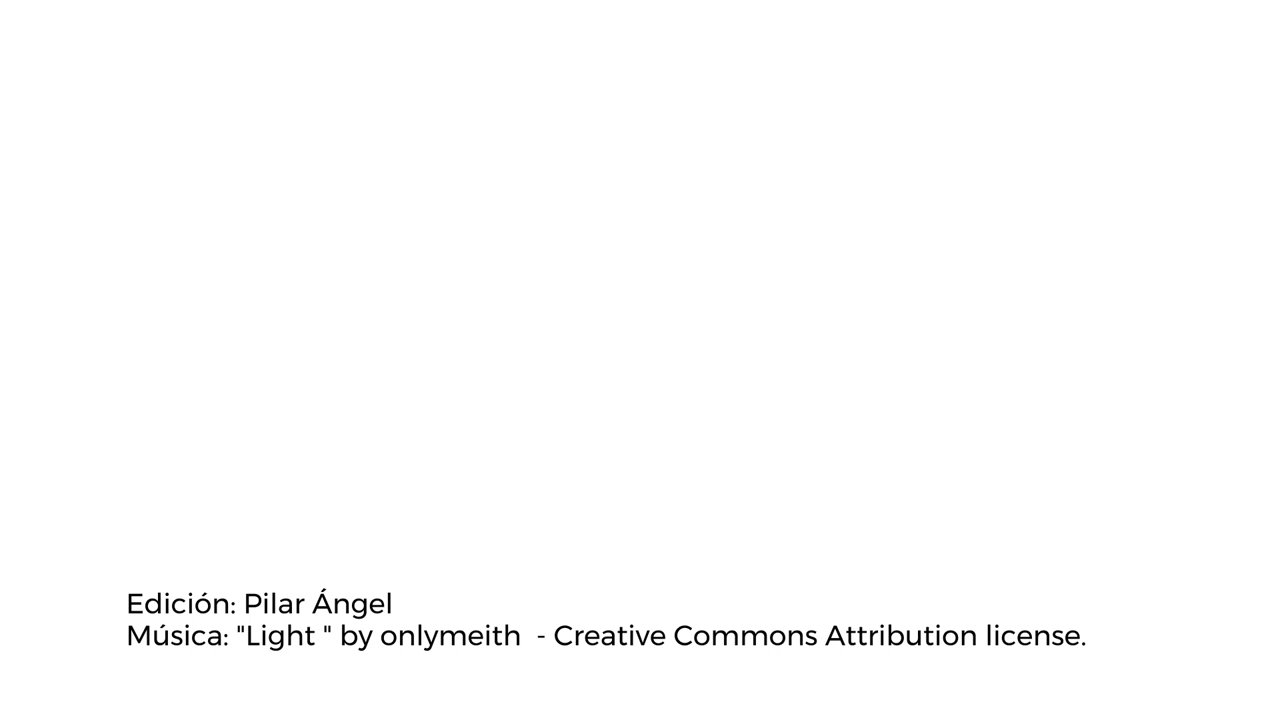 Edición: Pilar Ángel
Música: "Light " by onlymeith  - Creative Commons Attribution license.